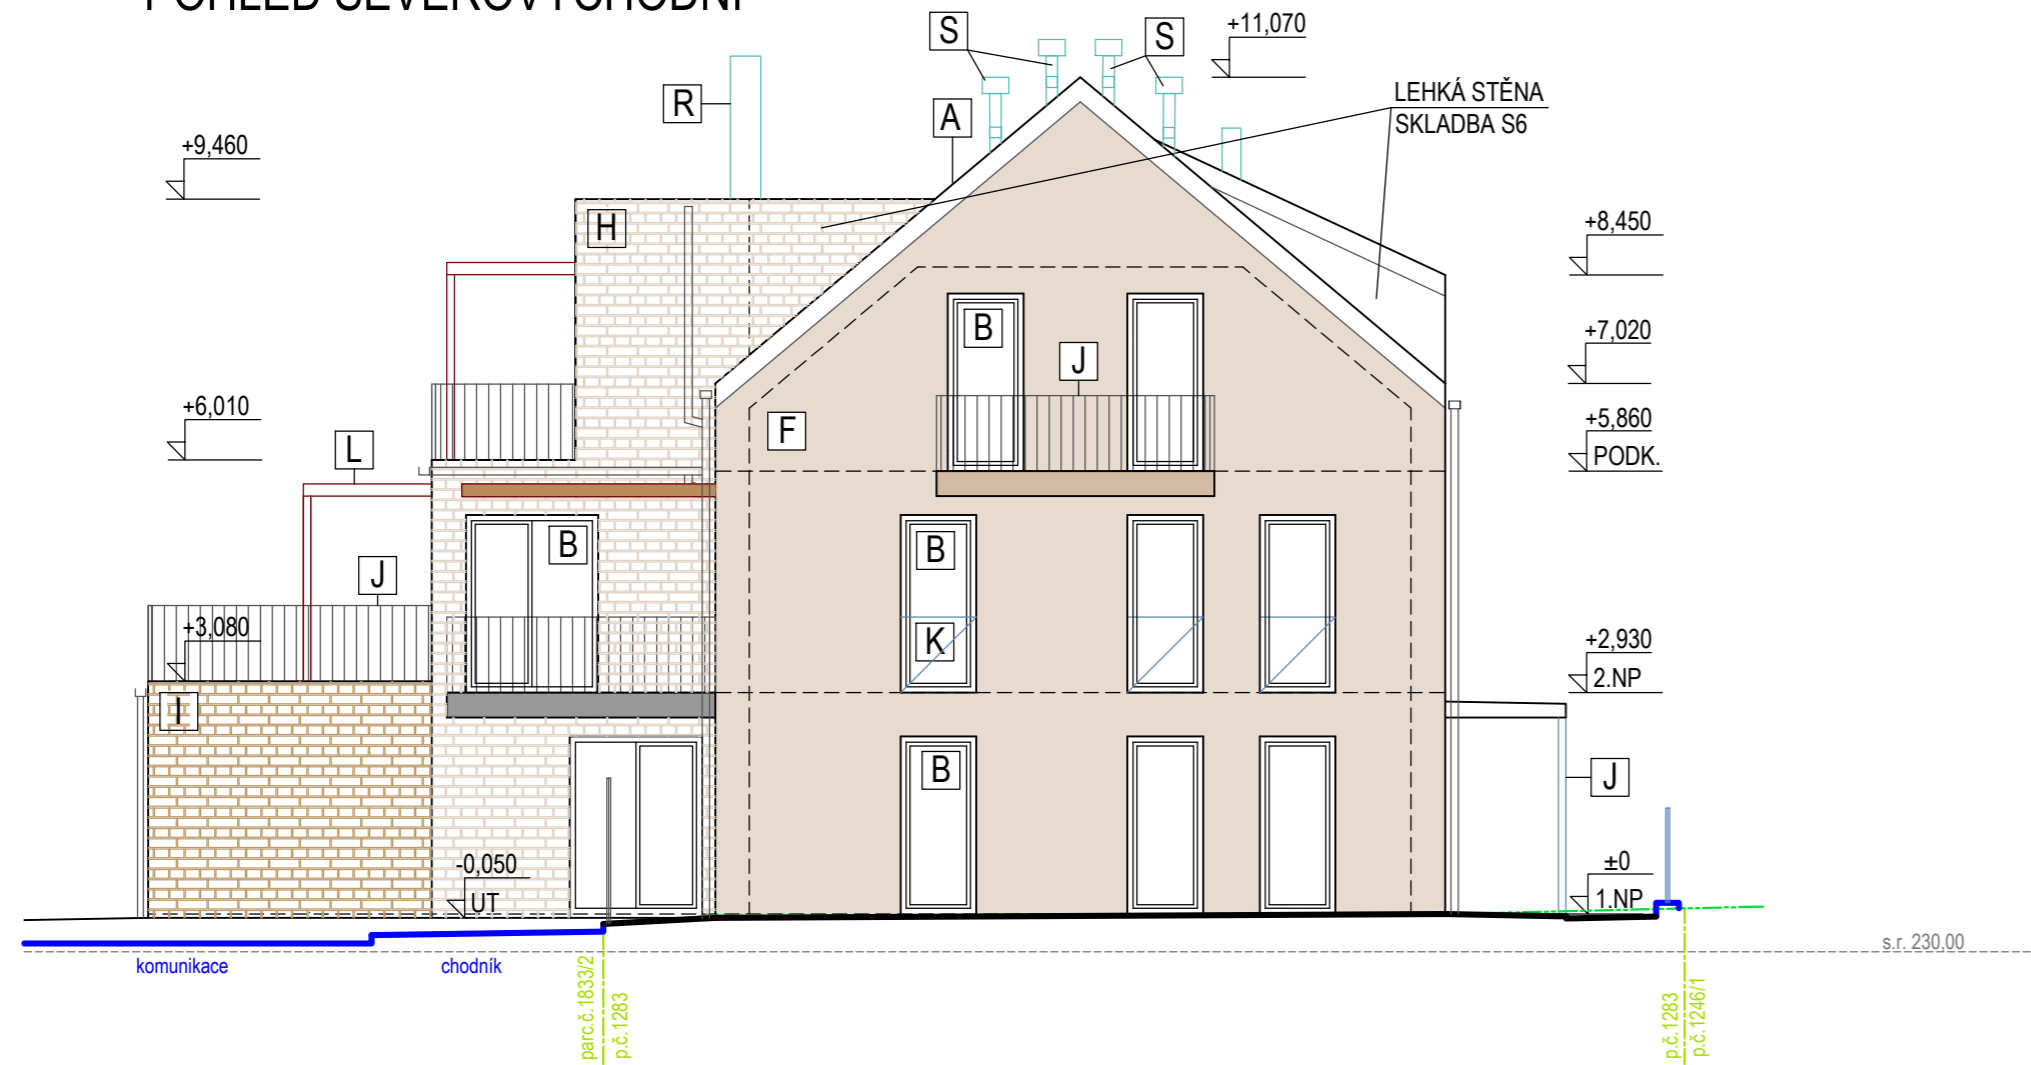 POHLED SEVEROVÝCHODNÍ
S
S
+11,070
R
A
LEHKÁ STĚNA
SKLADBA S6
+9,460
H
+8,450
B
+7,020
J
+6,010
F
+5,860
PODK.
L
B
B
J
+3,080
K
+2,930
2.NP
I
B
J
-0,050
UT
±0
1.NP
s.r. 230,00
komunikace
chodník
parc.č.1833/2
p.č.1283
p.č.1283
p.č.1246/1